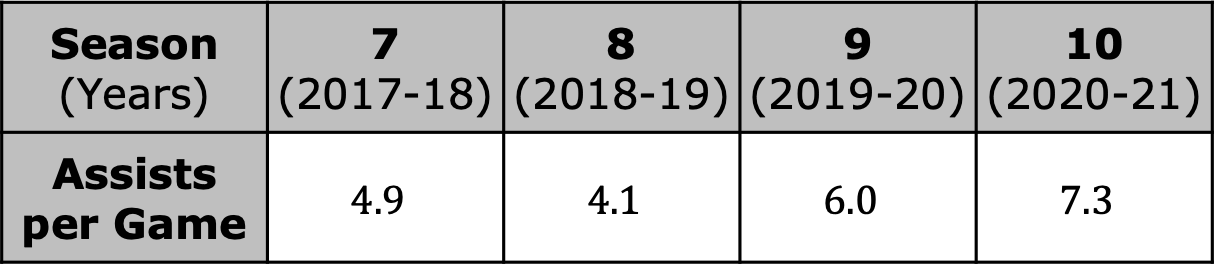 Season 7 8 9 10
(Years) (2017-18) (2018-19) (2019-20) (2020-21)
Assists
per Game 4.9 4.1 6.0 7.3